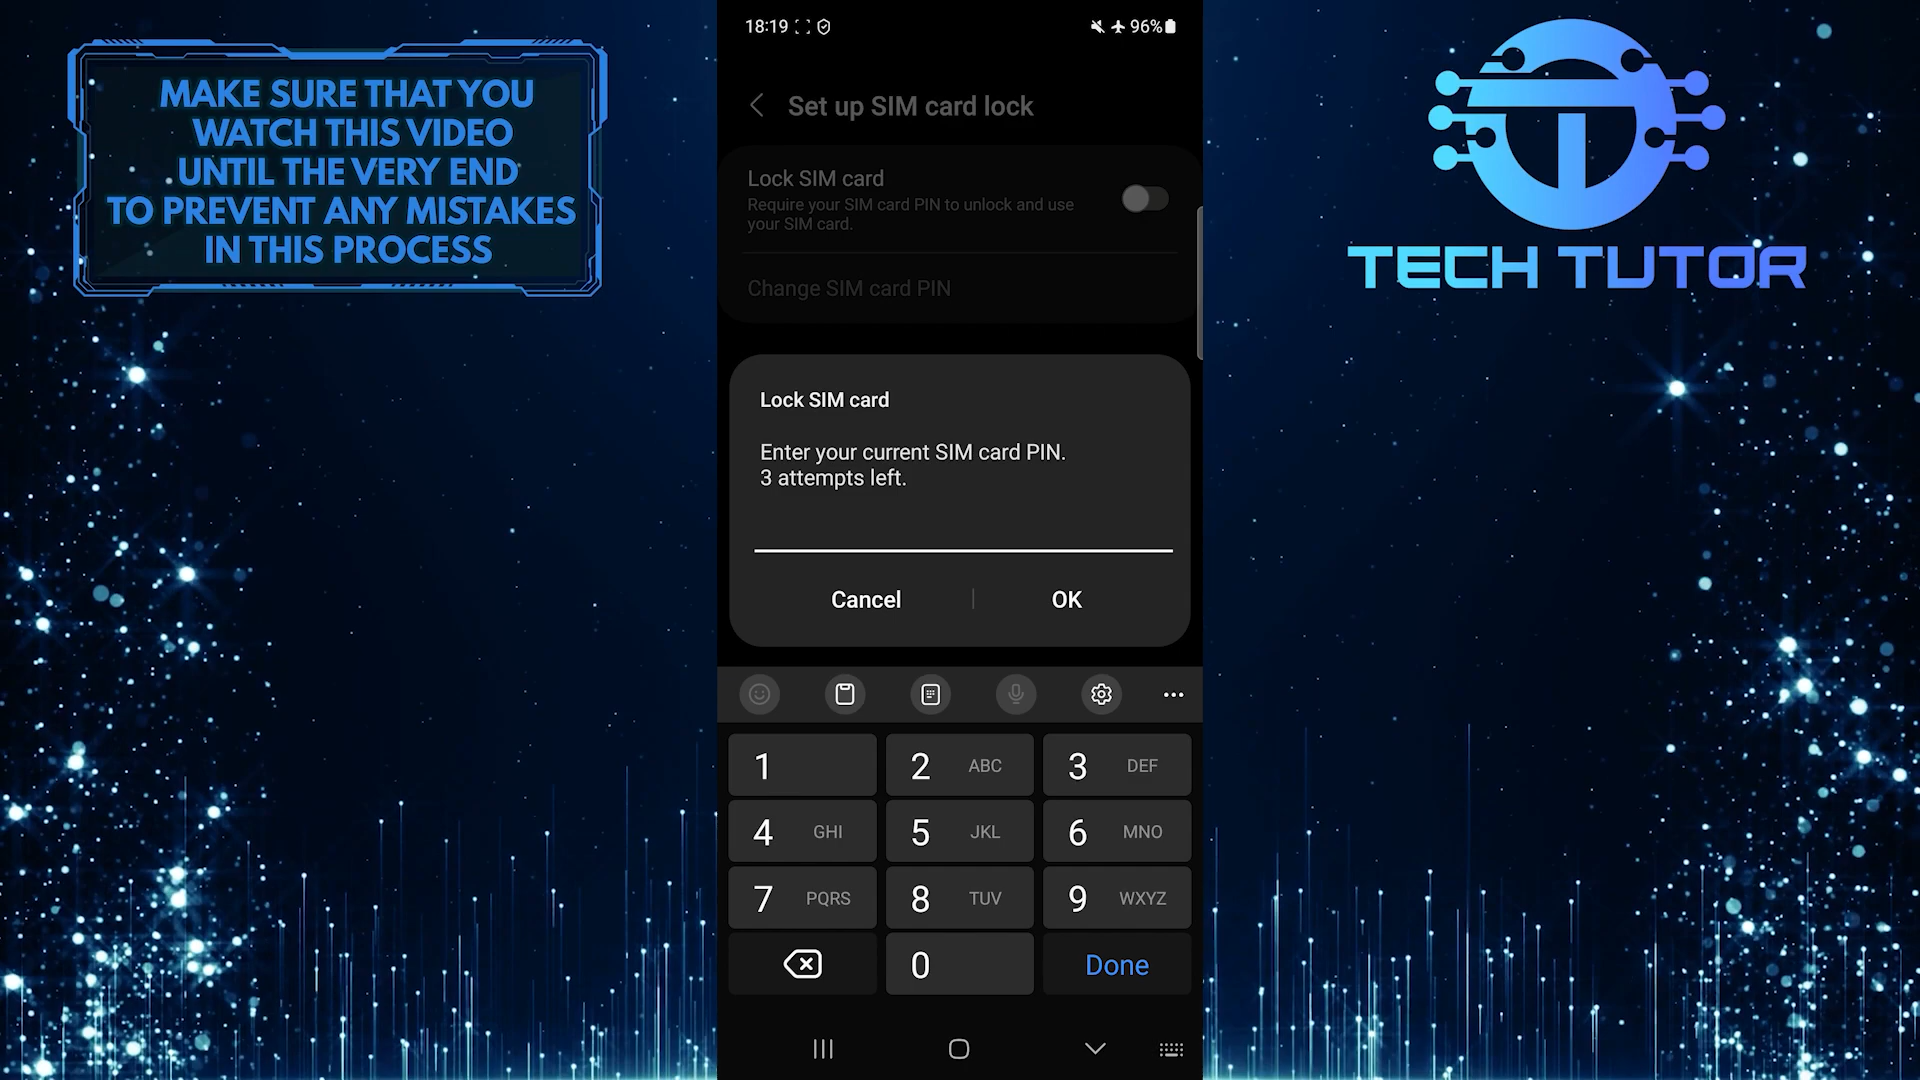 MAKE SURE THAT YOU
WATCH THIS VIDEO
UNTIL THE VERY END
TO PREVENT ANY MISTAKES
IN THIS PROCESS
18:19
96%
Set up SIM card lock
Lock SIM card
Require your SIM card PIN to unlock and use
your SIM card.
Change SIM card PIN
Lock SIM card
Enter your current SIM card PIN.
3 attempts left.
Cancel
OK
1
2 ABC
3 DEF
4 GHI
5 JKL
6 MNO
7 PQRS
8 TUV
9 WXYZ
0
Done
TECH TUTOR